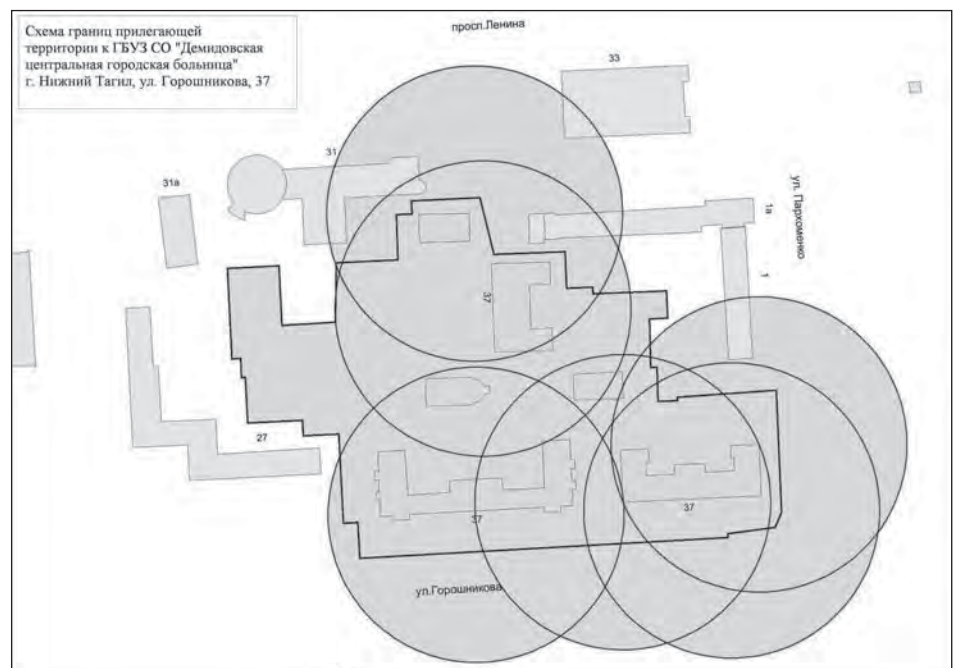 Схема границ прилегающей
территории к ГБУЗ СО "Демидовская
центральная городская больница"
г. Нижний Тагил, ул. Горошникова, 37
просп.Ленина
33
31
31а
ул. Пархоменко
1а
1
37
27
37
37
ул.Горошникова